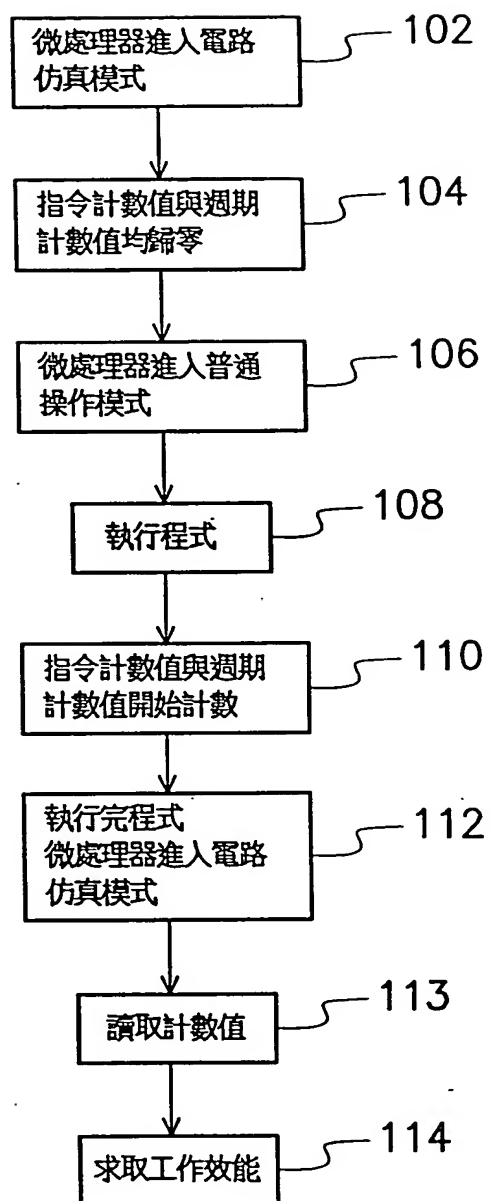 微處理器進入電路
仿真模式
102
指令計數值與週期
計數值均歸零
104
微處理器進入普通
操作模式
106
執行程式
108
指令計數值與週期
計數值開始計數
110
執行完程式
微處理器進入電路
仿真模式
112
讀取計數值
113
求取工作效能
114